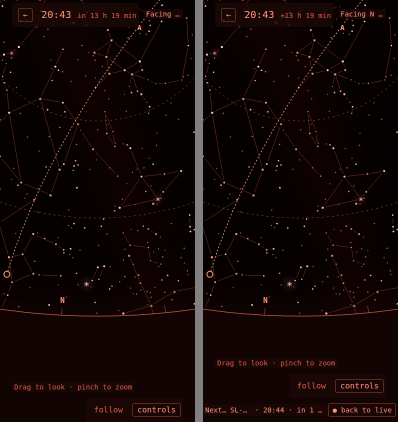 ← 20:43 in 13 h 19 min Facing …
A
N
Drag to look · pinch to zoom
follow controls
← 20:43 +13 h 19 min Facing N …
A
N
Drag to look · pinch to zoom
follow controls
Next… SL-… · 20:44 · in 1 … ● back to live